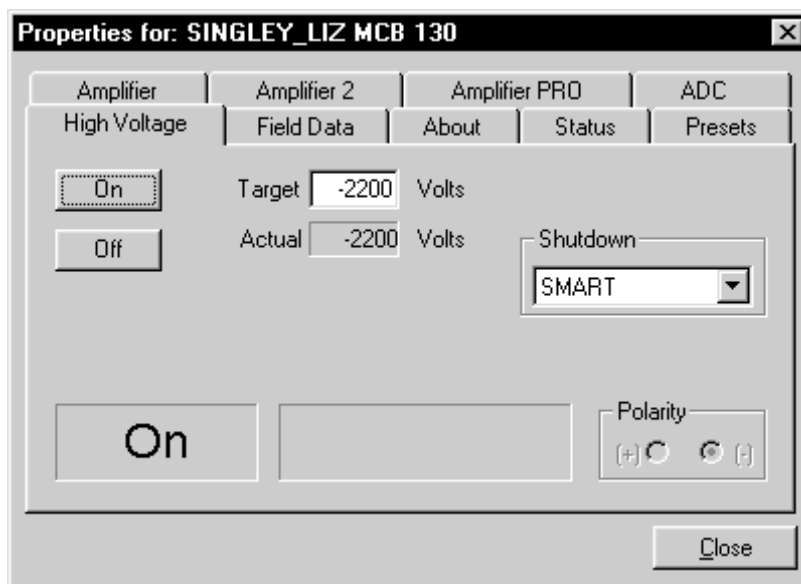 Properties for: SINGLEY_LIZ MCB 130
Amplifier Amplifier 2 Amplifier PRO ADC
High Voltage Field Data About Status Presets
On Target -2200 Volts
Off Actual -2200 Volts
Shutdown
SMART
On
Polarity
(+) (-)
Close